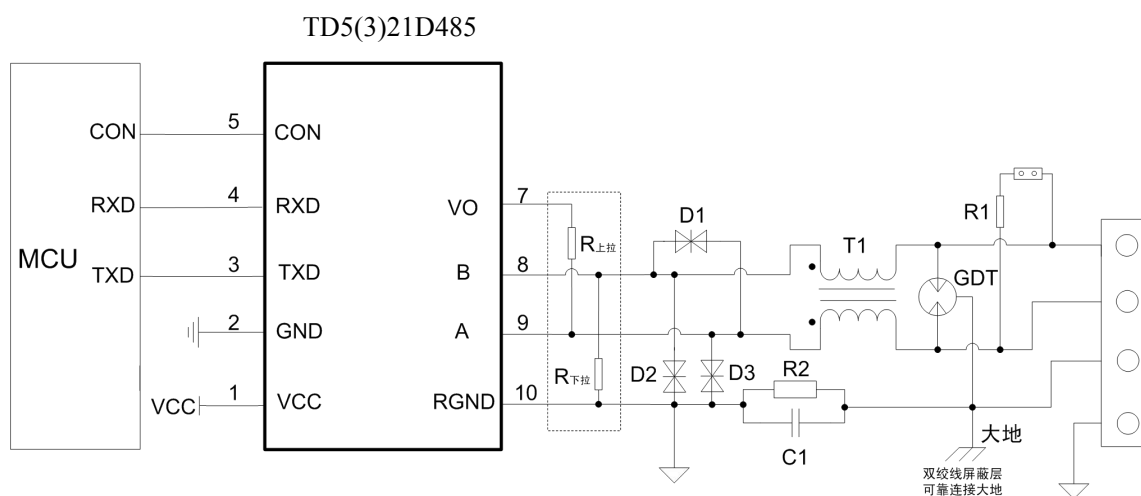 TD5(3)21D485
MCU
CON
RXD
TXD
5
4
3
2
1
VCC
CON
RXD
TXD
GND
VCC
VO
B
A
RGND
7
8
9
10
R上拉
R下拉
D1
D2
D3
T1
R2
C1
GDT
R1
大地
双绞线屏蔽层
可靠连接大地